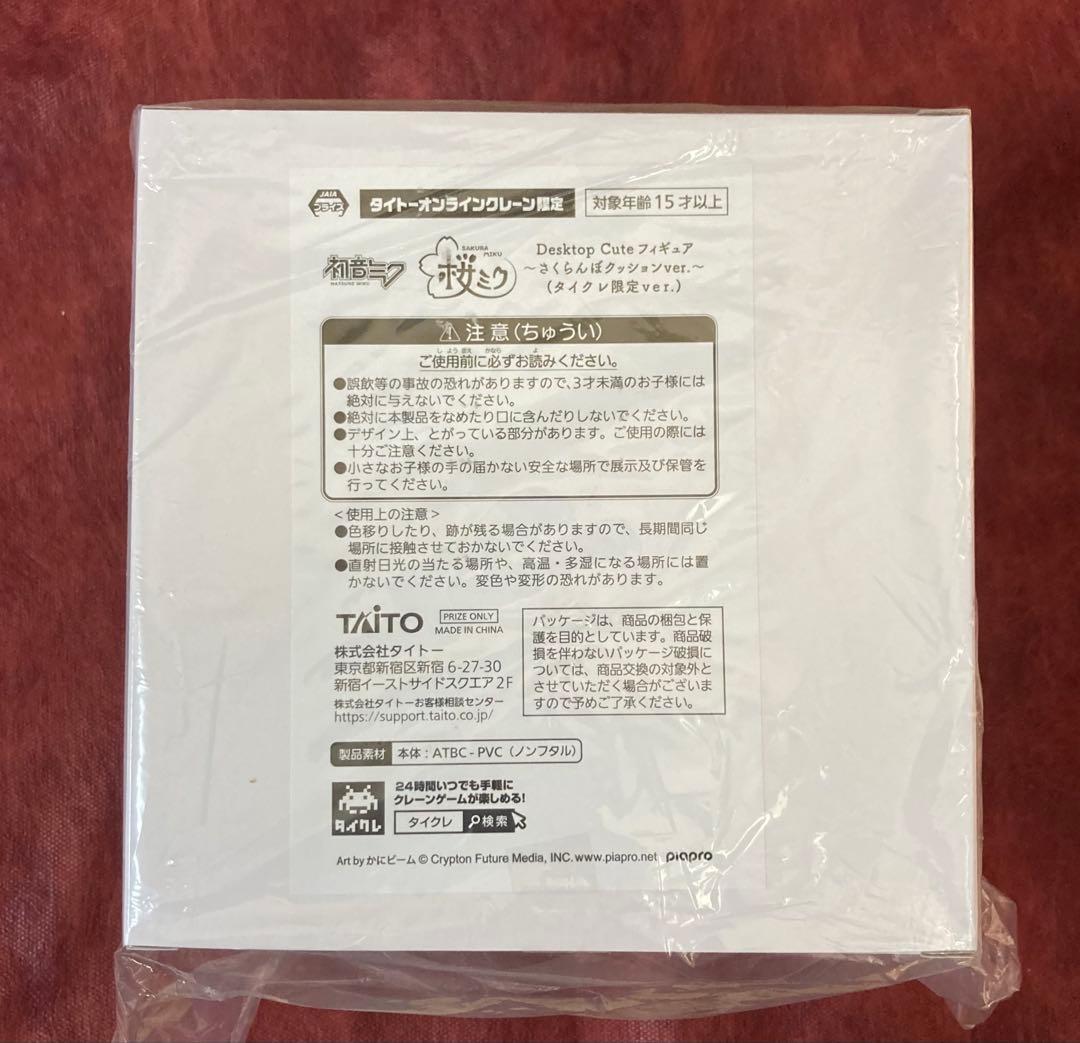 JAIA
プライズ
タイトーオンラインクレーン限定
対象年齢15才以上
初音ミク
HATSUNE MIKU
SAKURA MIKU
桜ミク
Desktop Cute フィギュア
～さくらんぼクッションver.～
(タイクレ限定ver.)
⚠注意(ちゅうい)
しようまえ かなら よ
ご使用前に必ずお読みください。
●誤飲等の事故の恐れがありますので、3才未満のお子様には
絶対に与えないでください。
●絶対に本製品をなめたり口に含んだりしないでください。
●デザイン上、とがっている部分があります。ご使用の際には
十分ご注意ください。
●小さなお子様の手の届かない安全な場所で展示及び保管を
行ってください。
<使用上の注意>
●色移りしたり、跡が残る場合がありますので、長期間同じ
場所に接触させておかないでください。
●直射日光の当たる場所や、高温・多湿になる場所には置
かないでください。変色や変形の恐れがあります。
TAITO
PRIZE ONLY
MADE IN CHINA
株式会社タイトー
東京都新宿区新宿 6-27-30
新宿イーストサイドスクエア 2F
株式会社タイトーお客様相談センター
https://support.taito.co.jp/
パッケージは、商品の梱包と保
護を目的としています。商品破
損を伴わないパッケージ破損に
ついては、商品交換の対象外と
させていただく場合がございま
すので予めご了承ください。
製品素材 本体：ATBC-PVC（ノンフタル）
タイクレ
24時間いつでも手軽に
クレーンゲームが楽しめる!
タイクレ 検索
Art by かにビーム © Crypton Future Media, INC. www.piapro.net piapro